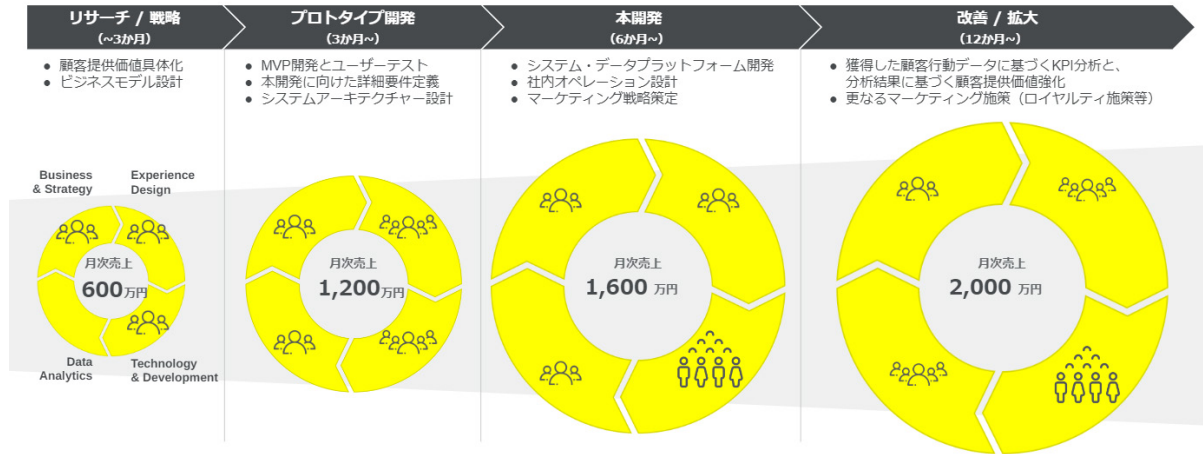 リサーチ / 戦略
(~3か月)
プロトタイプ開発
(3か月~)
本開発
(6か月~)
改善 / 拡大
(12か月~)
● 顧客提供価値具体化
● ビジネスモデル設計
● MVP開発とユーザーテスト
● 本開発に向けた詳細要件定義
● システムアーキテクチャー設計
● システム・データプラットフォーム開発
● 社内オペレーション設計
● マーケティング戦略策定
● 獲得した顧客行動データに基づくKPI分析と、
分析結果に基づく顧客提供価値強化
● 更なるマーケティング施策（ロイヤルティ施策等）
Business
& Strategy
Experience
Design
月次売上
600万円
Data
Analytics
Technology
& Development
月次売上
1,200万円
月次売上
1,600 万円
月次売上
2,000 万円